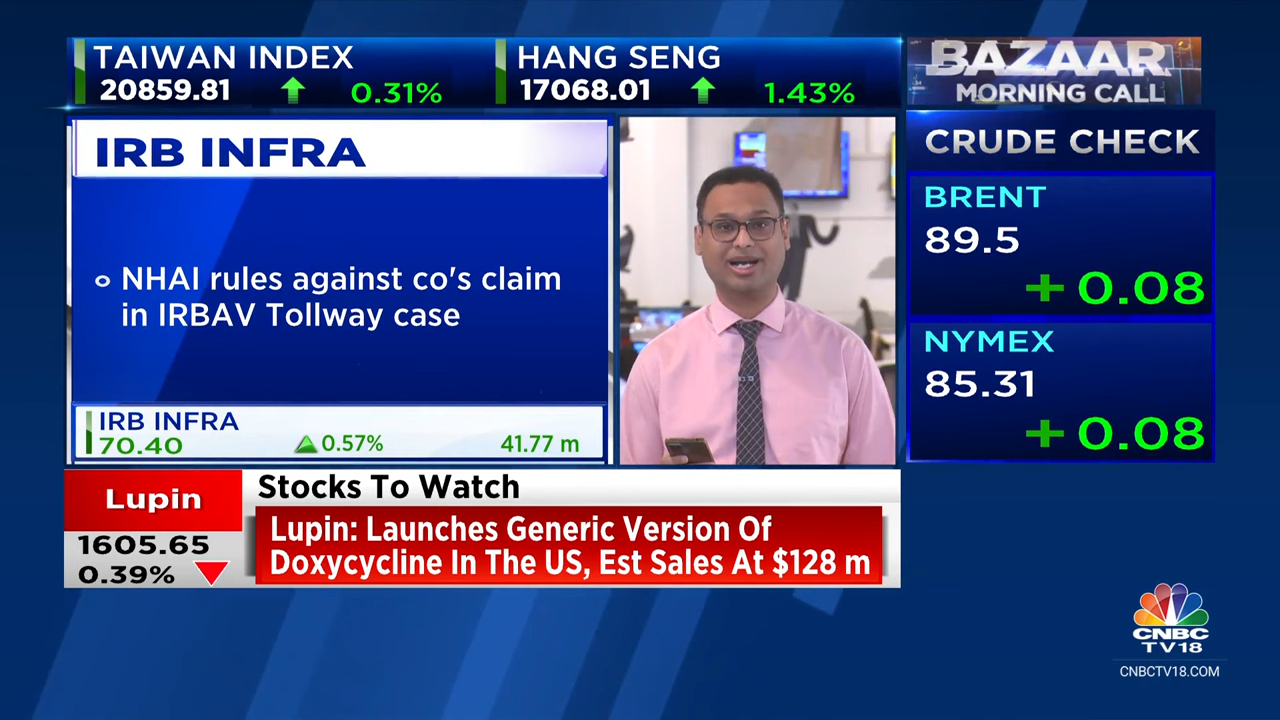 TAIWAN INDEX
20859.81 0.31%
HANG SENG
17068.01 1.43%
BAZAAR
MORNING CALL
IRB INFRA
NHAI rules against co's claim
in IRBAV Tollway case
IRB INFRA
70.40 0.57% 41.77 m
CRUDE CHECK
BRENT
89.5
+ 0.08
NYMEX
85.31
+ 0.08
Lupin
1605.65
0.39%
Stocks To Watch
Lupin: Launches Generic Version Of
Doxycycline In The US, Est Sales At $128 m
CNBC
TV18
CNBCTV18.COM